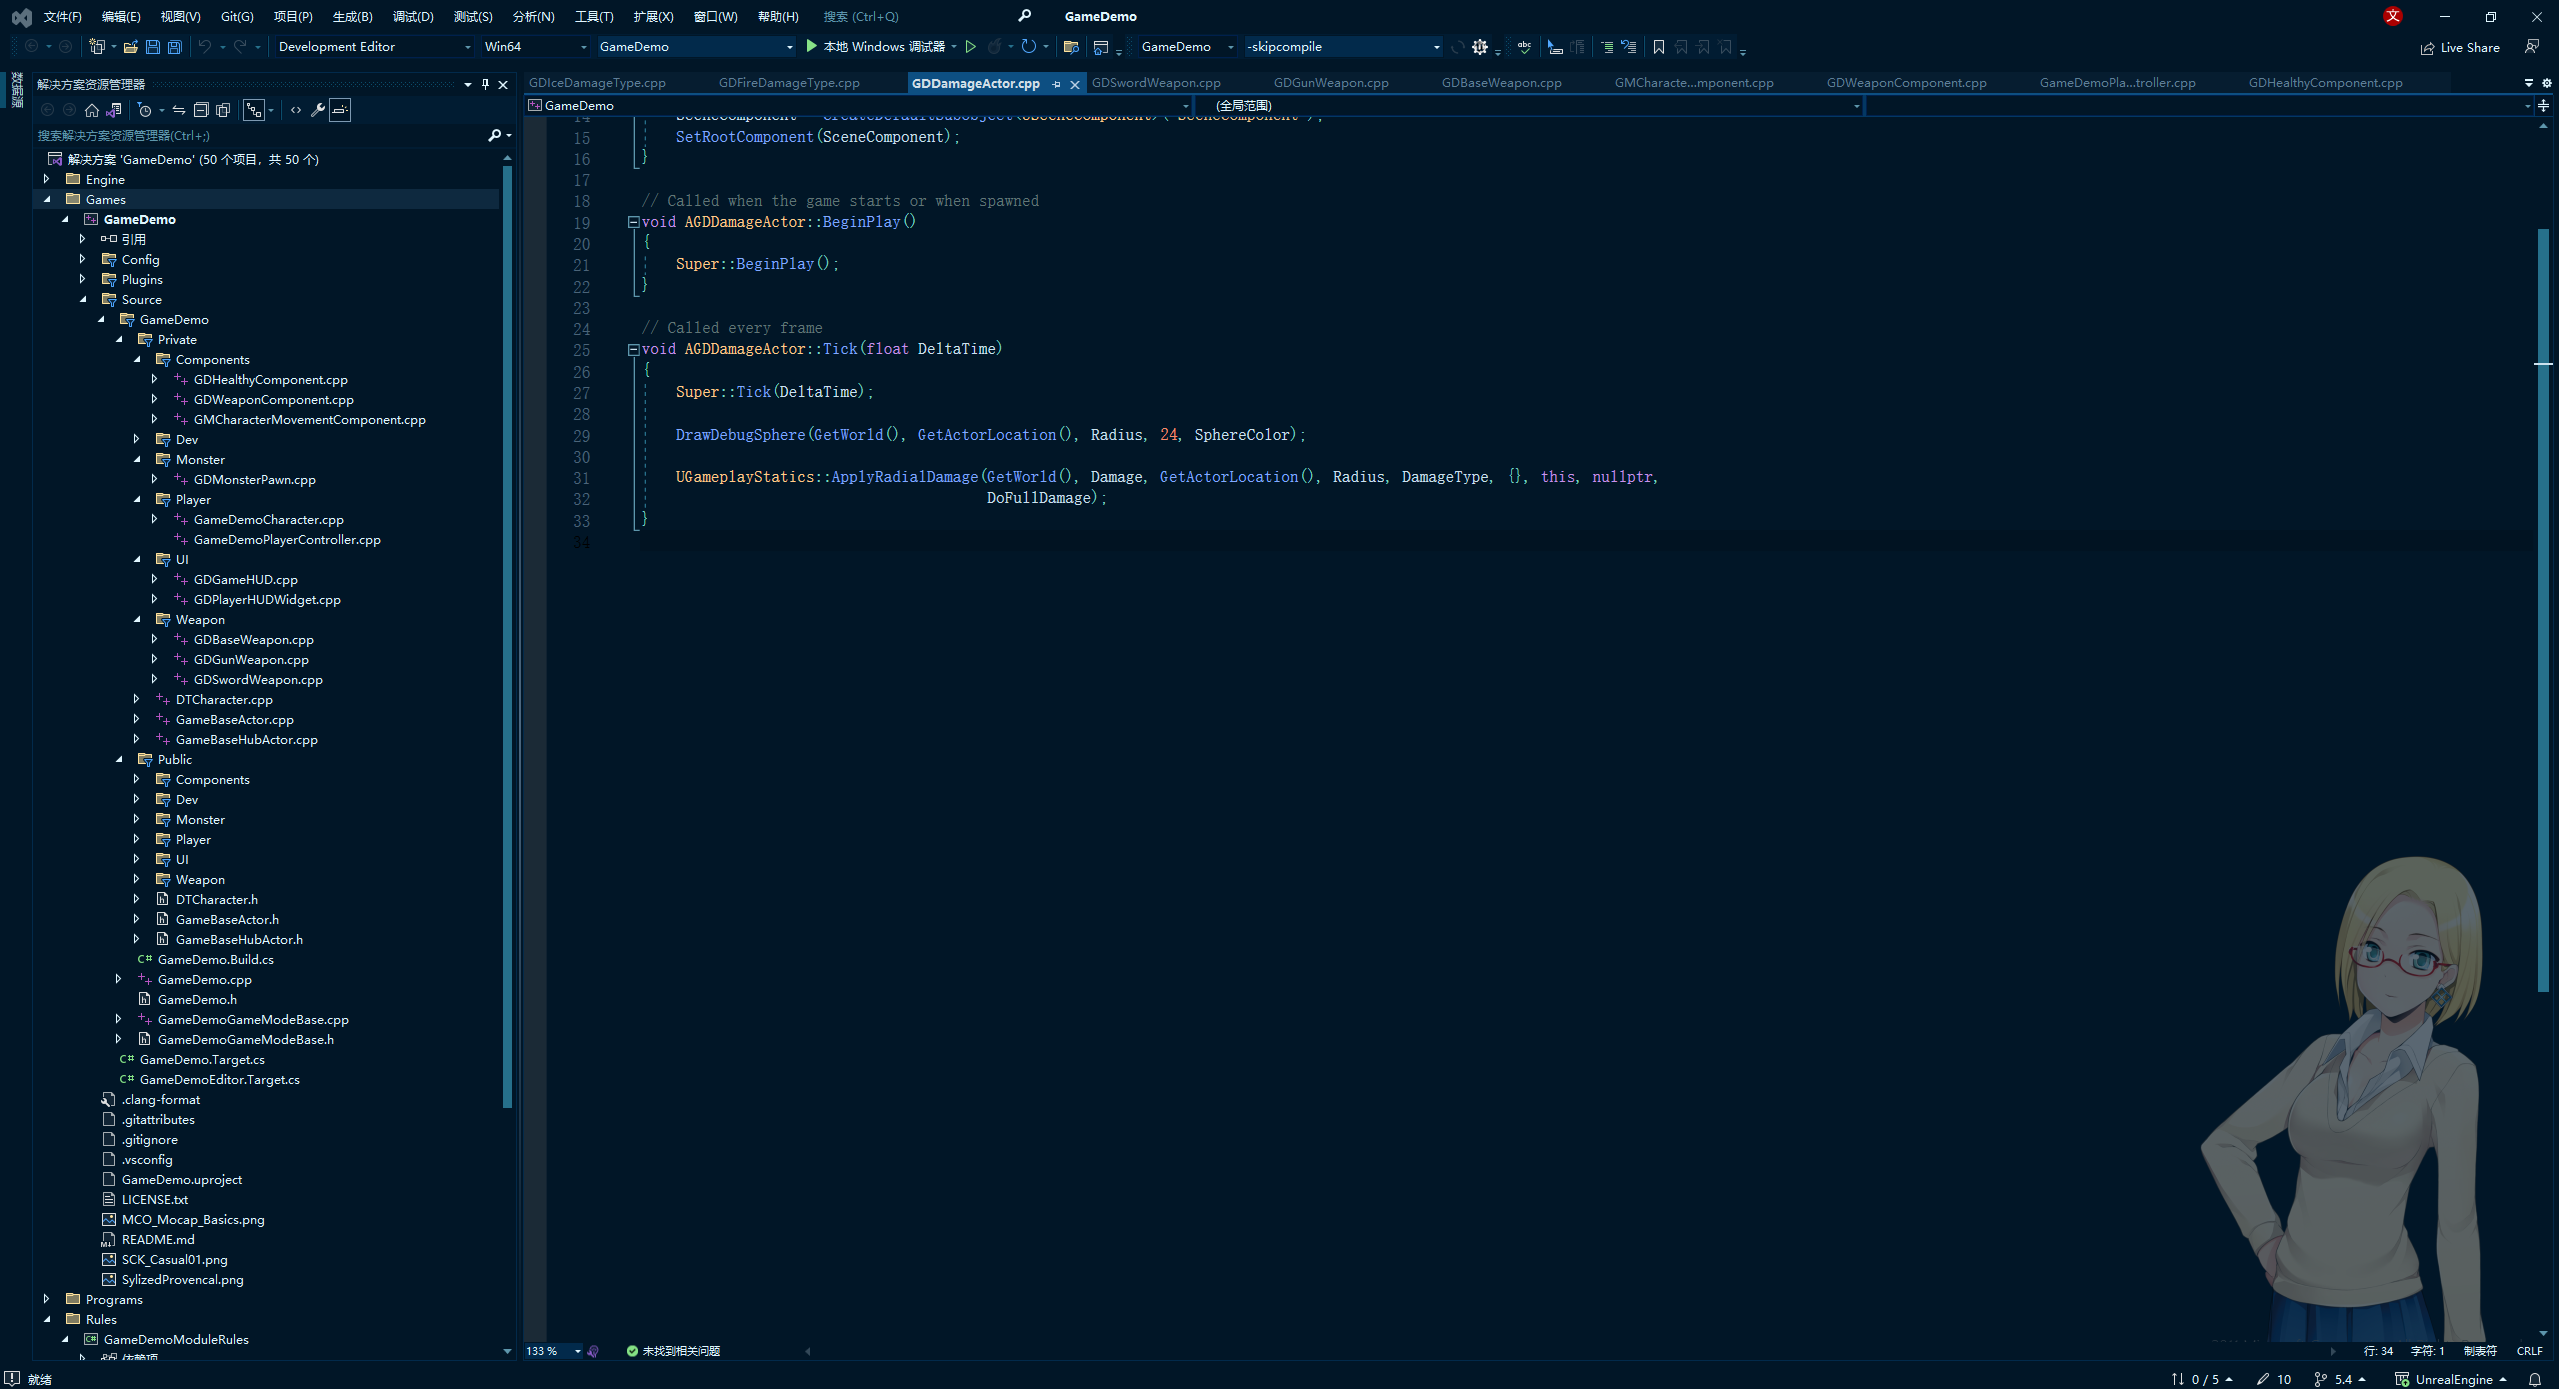 文件(F) 编辑(E) 视图(V) Git(G) 项目(P) 生成(B) 调试(D) 测试(S) 分析(N) 工具(T) 扩展(X) 窗口(W) 帮助(H) 搜索 (Ctrl+Q) GameDemo 文
Development Editor Win64 GameDemo 本地 Windows 调试器 GameDemo -skipcompile abc Live Share
解决方案资源管理器
搜索解决方案资源管理器(Ctrl+;)
解决方案 'GameDemo' (50 个项目，共 50 个)
Engine
Games
GameDemo
引用
Config
Plugins
Source
GameDemo
Private
Components
GDHealthyComponent.cpp
GDWeaponComponent.cpp
GMCharacterMovementComponent.cpp
Dev
Monster
GDMonsterPawn.cpp
Player
GameDemoCharacter.cpp
GameDemoPlayerController.cpp
UI
GDGameHUD.cpp
GDPlayerHUDWidget.cpp
Weapon
GDBaseWeapon.cpp
GDGunWeapon.cpp
GDSwordWeapon.cpp
DTCharacter.cpp
GameBaseActor.cpp
GameBaseHubActor.cpp
Public
Components
Dev
Monster
Player
UI
Weapon
DTCharacter.h
GameBaseActor.h
GameBaseHubActor.h
C# GameDemo.Build.cs
GameDemo.cpp
GameDemo.h
GameDemoGameModeBase.cpp
GameDemoGameModeBase.h
C# GameDemo.Target.cs
C# GameDemoEditor.Target.cs
.clang-format
.gitattributes
.gitignore
.vsconfig
GameDemo.uproject
LICENSE.txt
MCO_Mocap_Basics.png
README.md
SCK_Casual01.png
SylizedProvencal.png
Programs
Rules
GameDemoModuleRules
依赖项
GDIceDamageType.cpp GDFireDamageType.cpp GDDamageActor.cpp GDSwordWeapon.cpp GDGunWeapon.cpp GDBaseWeapon.cpp GMCharacte...mponent.cpp GDWeaponComponent.cpp GameDemoPla...troller.cpp GDHealthyComponent.cpp
GameDemo (全局范围)
14 SceneComponent = CreateDefaultSubobject<USceneComponent>("SceneComponent");
15 SetRootComponent(SceneComponent);
16 }
17
18 // Called when the game starts or when spawned
19 void AGDDamageActor::BeginPlay()
20 {
21 Super::BeginPlay();
22 }
23
24 // Called every frame
25 void AGDDamageActor::Tick(float DeltaTime)
26 {
27 Super::Tick(DeltaTime);
28
29 DrawDebugSphere(GetWorld(), GetActorLocation(), Radius, 24, SphereColor);
30
31 UGameplayStatics::ApplyRadialDamage(GetWorld(), Damage, GetActorLocation(), Radius, DamageType, {}, this, nullptr,
32 DoFullDamage);
33 }
34
133 % 未找到相关问题 行: 34 字符: 1 制表符 CRLF
就绪 0 / 5 10 5.4 UnrealEngine